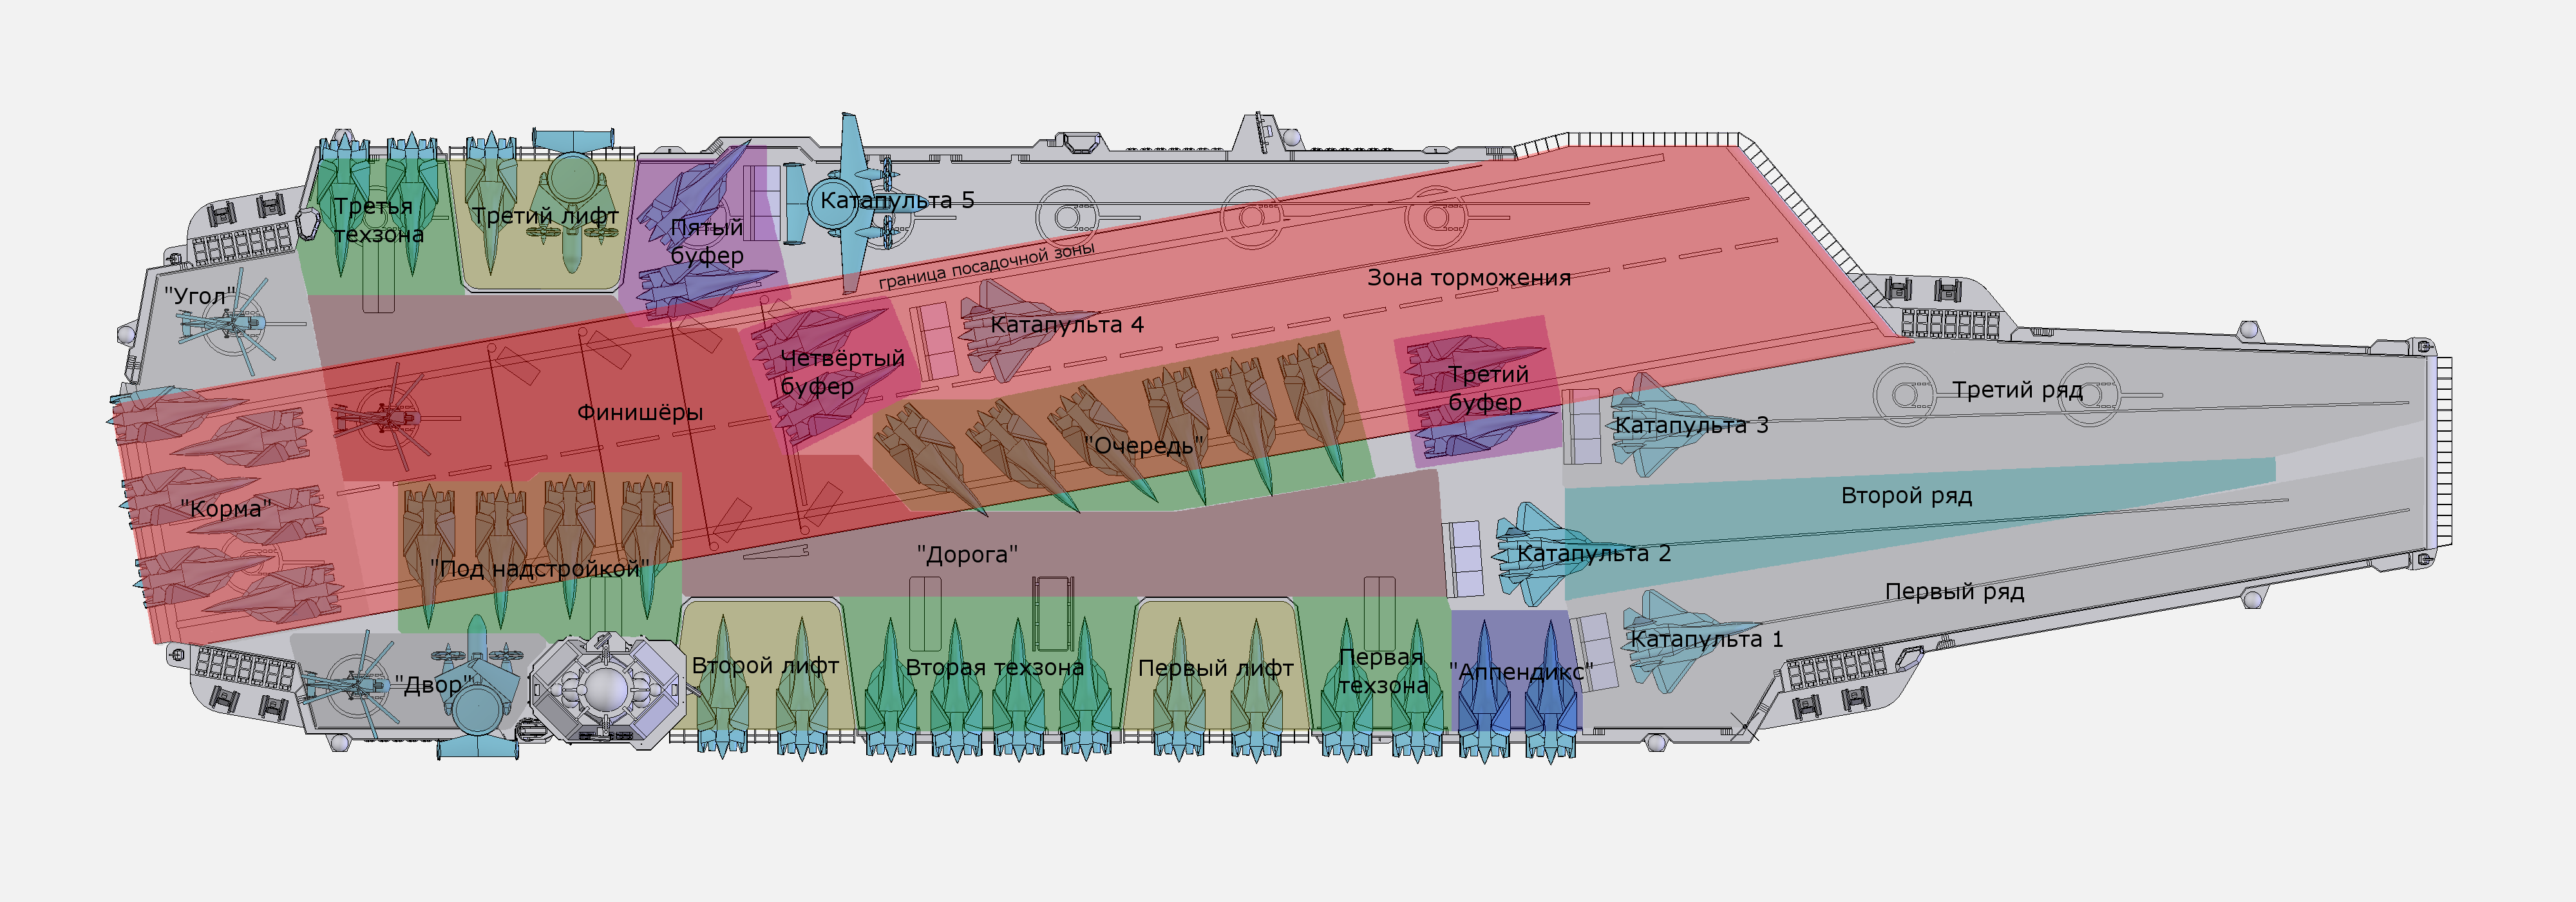 Третья
техзона
Третий лифт
Пятый
буфер
Катапульта 5
граница посадочной зоны
Зона торможения
"Угол"
Катапульта 4
Четвёртый
буфер
Финишёры
"Очередь"
Третий
буфер
Катапульта 3
Третий ряд
"Корма"
"Под надстройкой"
"Дорога"
Катапульта 2
Второй ряд
Первый ряд
"Двор"
Второй лифт
Вторая техзона
Первый лифт
Первая
техзона
"Аппендикс"
Катапульта 1